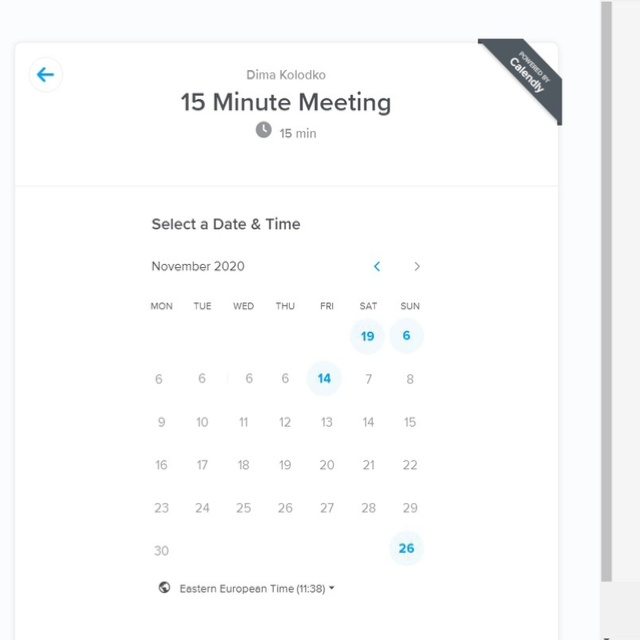 POWERED BY
Calendly
Dima Kolodko
15 Minute Meeting
15 min
Select a Date & Time
November 2020
MON TUE WED THU FRI SAT SUN
19 6
6 6 6 6 14 7 8
9 10 11 12 13 14 15
16 17 18 19 20 21 22
23 24 25 26 27 28 29
30 26
Eastern European Time (11:38)